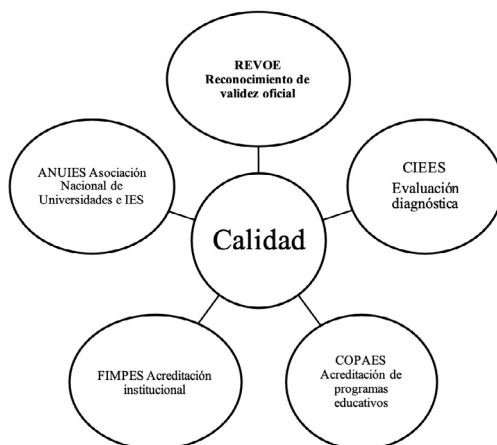 REVOE
Reconocimiento de
validez oficial
ANUIES Asociación
Nacional de
Universidades e IES
CIEES
Evaluación
diagnóstica
Calidad
FIMPES Acreditación
institucional
COPAES
Acreditación de
programas
educativos